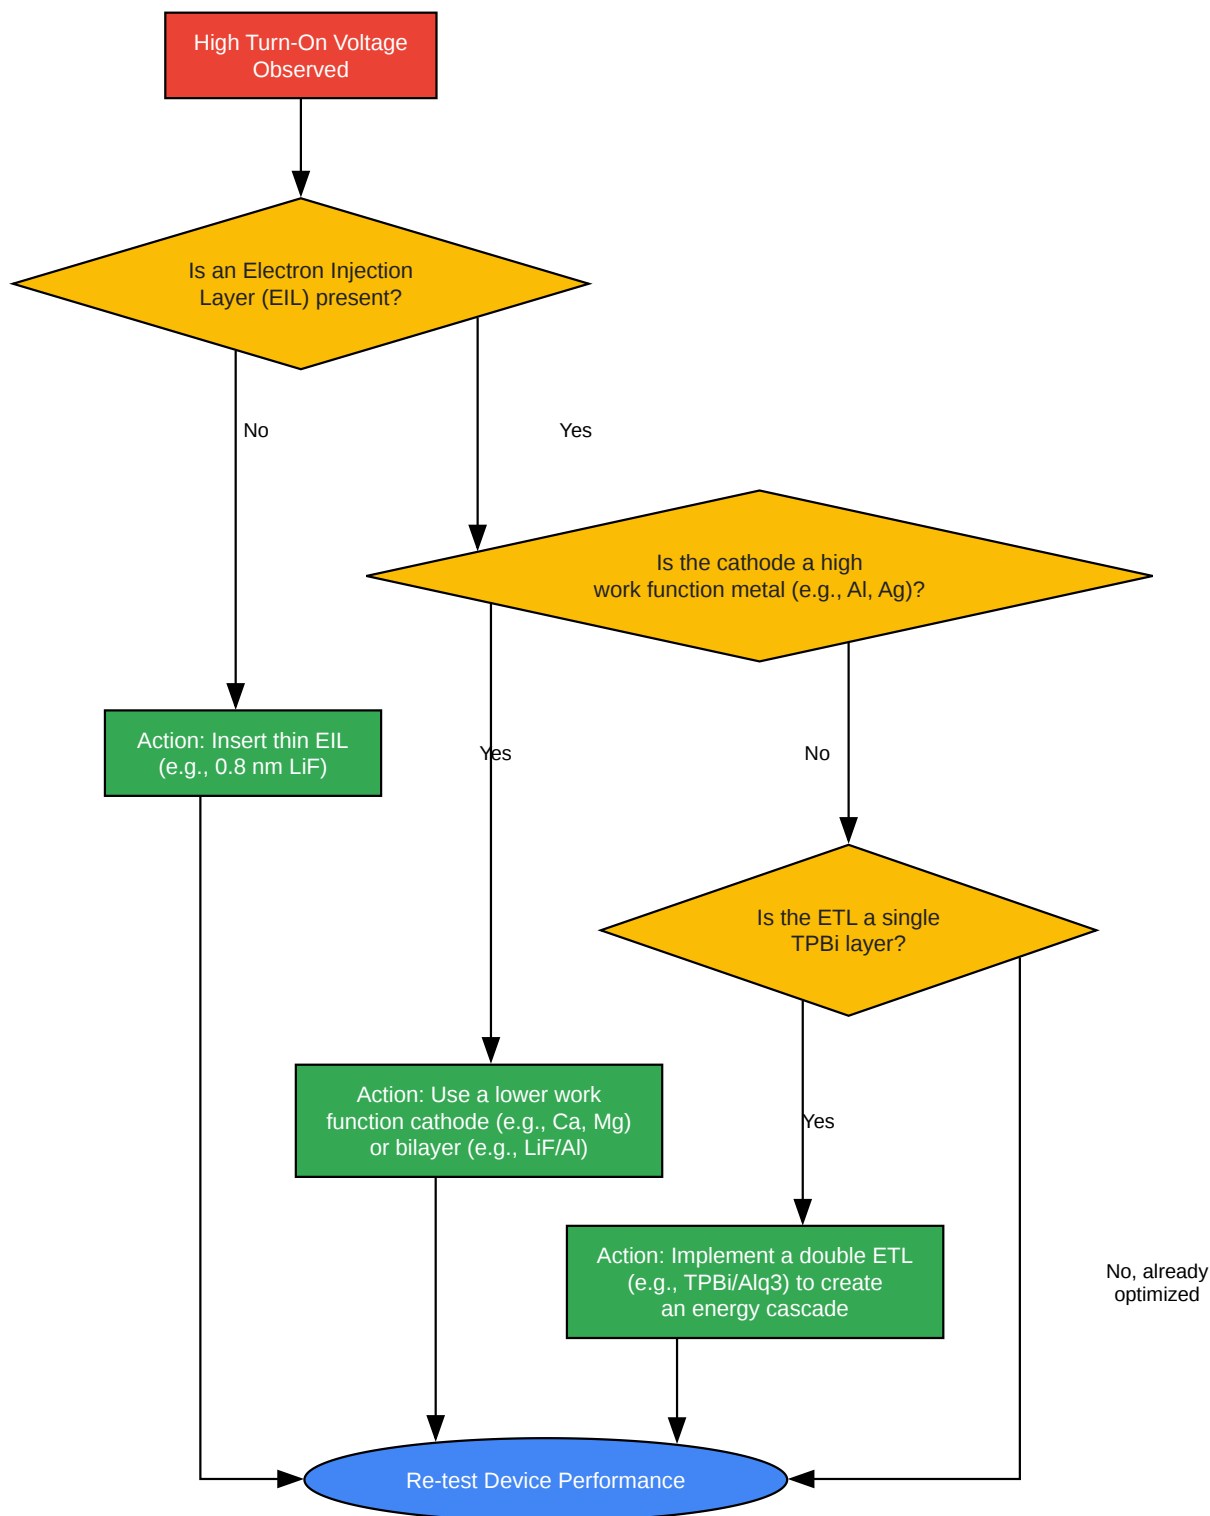 High Turn-On Voltage
Observed
Is an Electron Injection
Layer (EIL) present?
No
Yes
Is the cathode a high
work function metal (e.g., Al, Ag)?
Action: Insert thin EIL
(e.g., 0.8 nm LiF)
Yes
No
Is the ETL a single
TPBi layer?
Action: Use a lower work
function cathode (e.g., Ca, Mg)
or bilayer (e.g., LiF/Al)
Yes
Action: Implement a double ETL
(e.g., TPBi/Alq3) to create
an energy cascade
No, already
optimized
Re-test Device Performance